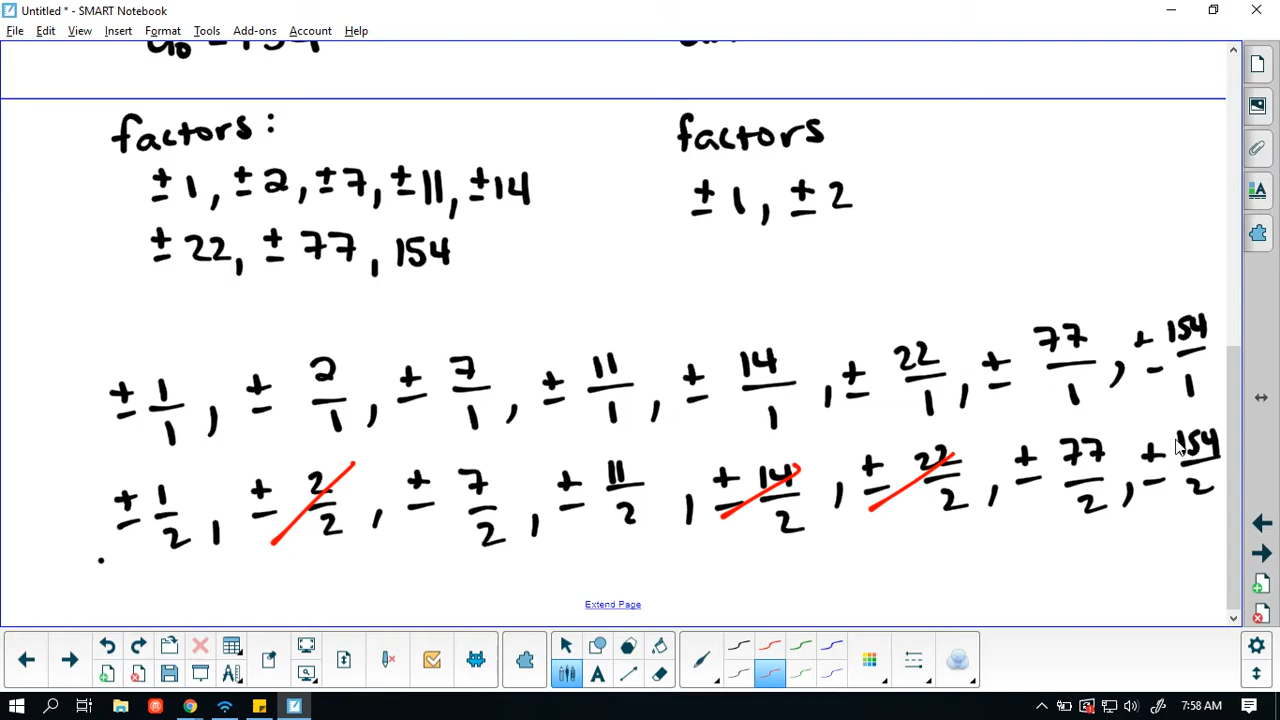 Untitled * - SMART Notebook
File Edit View Insert Format Tools Add-ons Account Help
factors:
± 1, ± 2, ± 7, ± 11, ± 14
± 22, ± 77, 154
factors
± 1, ± 2
± 1/1, ± 2/1, ± 7/1, ± 11/1, ± 14/1, ± 22/1, ± 77/1, ± 154/1
± 1/2, ± 2/2, ± 7/2, ± 11/2, ± 14/2, ± 22/2, ± 77/2, ± 154/2
Extend Page
7:58 AM